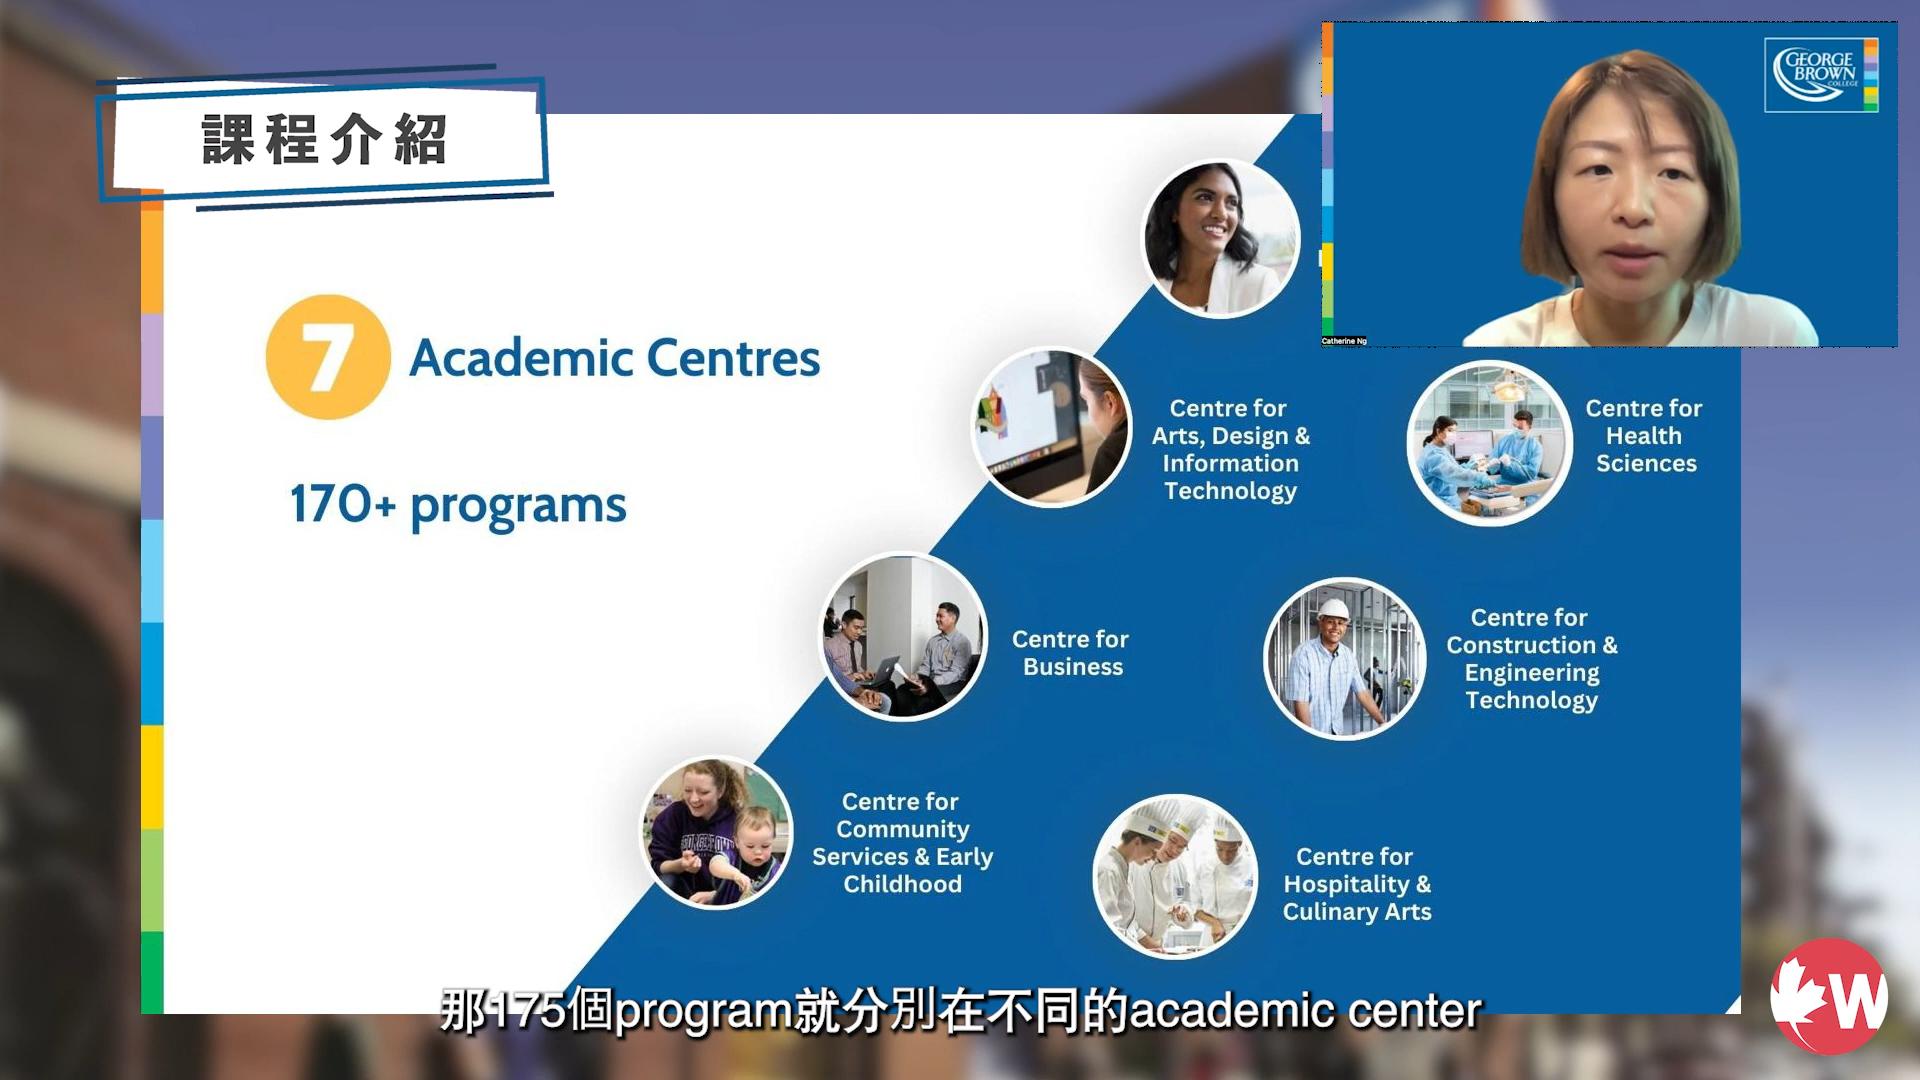 課程介紹
GEORGE
BROWN
COLLEGE
Catherine Ng
7
Academic Centres
170+ programs
Centre for
Arts, Design &
Information
Technology
Centre for
Health
Sciences
Centre for
Business
Centre for
Construction &
Engineering
Technology
Centre for
Community
Services & Early
Childhood
Centre for
Hospitality &
Culinary Arts
那175個program就分別在不同的academic center
W